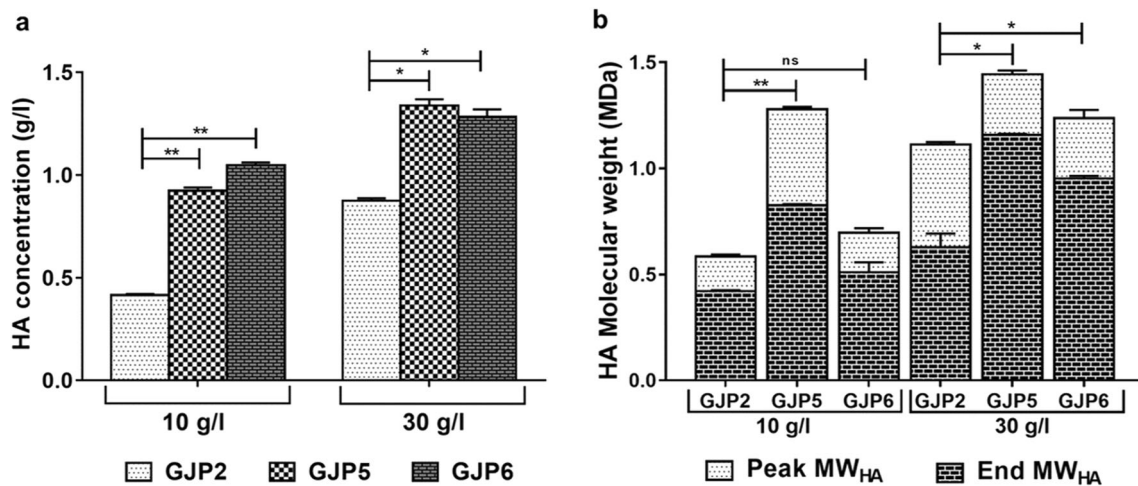 a
HA concentration (g/l)
1.5
1.0
0.5
0.0
**
**
*
*
10 g/l
30 g/l
GJP2
GJP5
GJP6
b
HA Molecular weight (MDa)
1.5
1.0
0.5
0.0
ns
**
*
*
GJP2 GJP5 GJP6 GJP2 GJP5 GJP6
10 g/l
30 g/l
Peak MWHA
End MWHA